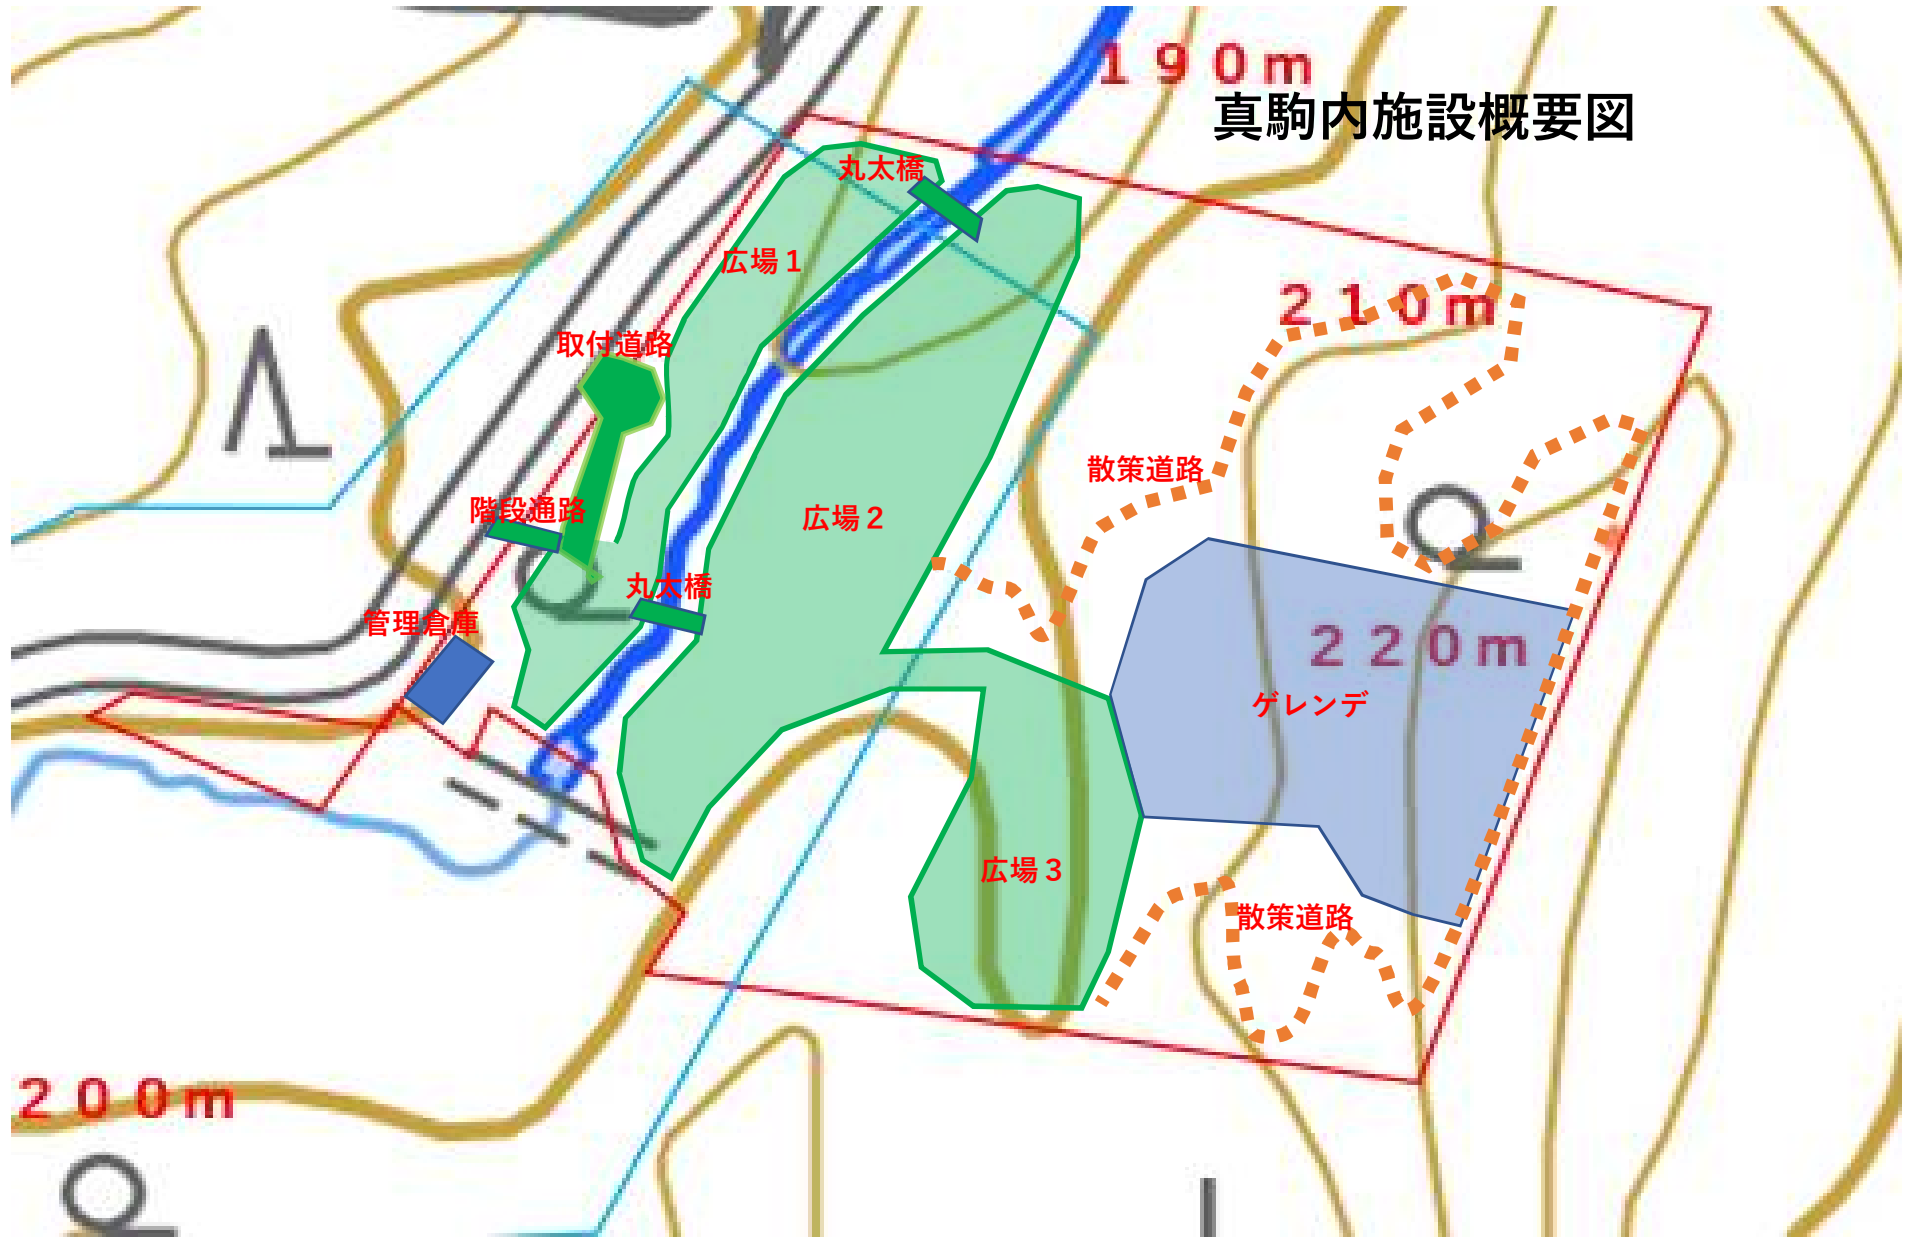 １９０ｍ
真駒内施設概要図
丸太橋
広場１
２１０ｍ
取付道路
散策道路
階段通路
広場２
丸太橋
管理倉庫
２２０ｍ
ゲレンデ
広場３
散策道路
２００ｍ